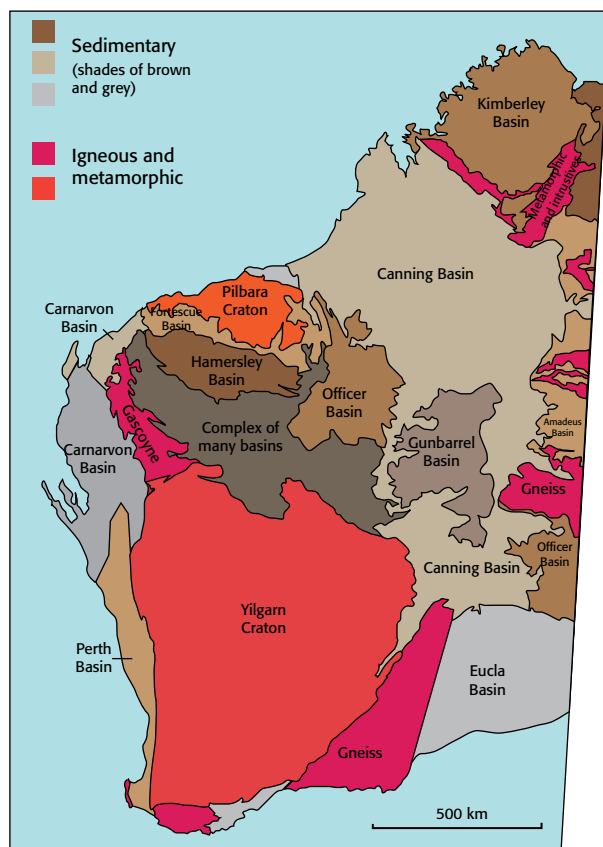 Sedimentary
(shades of brown
and grey)
Igneous and
metamorphic
Kimberley
Basin
Metamorphic
and intrustives
Canning Basin
Pilbara
Craton
Carnarvon
Basin
Fortescue
Basin
Hamersley
Basin
Officer
Basin
Gascoyne
Complex of
many basins
Gunbarrel
Basin
Amadeus
Basin
Carnarvon
Basin
Gneiss
Officer
Basin
Canning Basin
Yilgarn
Craton
Perth
Basin
Eucla
Basin
Gneiss
500 km